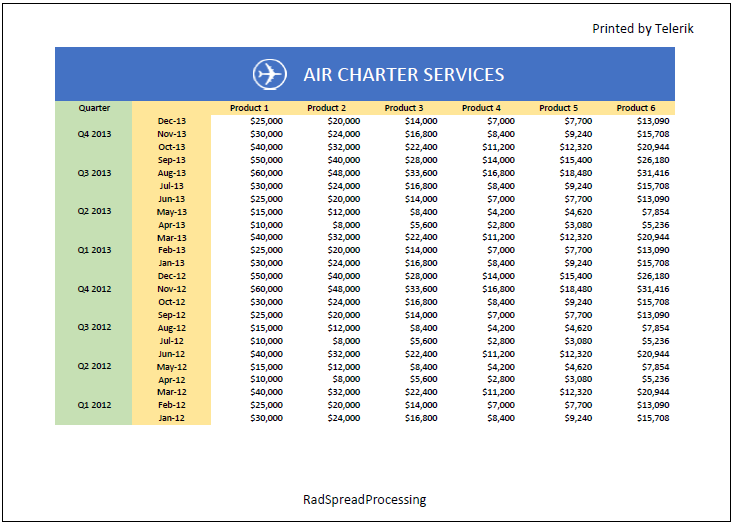 Printed by Telerik
AIR CHARTER SERVICES
Quarter Product 1 Product 2 Product 3 Product 4 Product 5 Product 6
Dec-13 $25,000 $20,000 $14,000 $7,000 $7,700 $13,090
Q4 2013 Nov-13 $30,000 $24,000 $16,800 $8,400 $9,240 $15,708
Oct-13 $40,000 $32,000 $22,400 $11,200 $12,320 $20,944
Sep-13 $50,000 $40,000 $28,000 $14,000 $15,400 $26,180
Q3 2013 Aug-13 $60,000 $48,000 $33,600 $16,800 $18,480 $31,416
Jul-13 $30,000 $24,000 $16,800 $8,400 $9,240 $15,708
Jun-13 $25,000 $20,000 $14,000 $7,000 $7,700 $13,090
Q2 2013 May-13 $15,000 $12,000 $8,400 $4,200 $4,620 $7,854
Apr-13 $10,000 $8,000 $5,600 $2,800 $3,080 $5,236
Mar-13 $40,000 $32,000 $22,400 $11,200 $12,320 $20,944
Q1 2013 Feb-13 $25,000 $20,000 $14,000 $7,000 $7,700 $13,090
Jan-13 $30,000 $24,000 $16,800 $8,400 $9,240 $15,708
Dec-12 $50,000 $40,000 $28,000 $14,000 $15,400 $26,180
Q4 2012 Nov-12 $60,000 $48,000 $33,600 $16,800 $18,480 $31,416
Oct-12 $30,000 $24,000 $16,800 $8,400 $9,240 $15,708
Sep-12 $25,000 $20,000 $14,000 $7,000 $7,700 $13,090
Q3 2012 Aug-12 $15,000 $12,000 $8,400 $4,200 $4,620 $7,854
Jul-12 $10,000 $8,000 $5,600 $2,800 $3,080 $5,236
Jun-12 $40,000 $32,000 $22,400 $11,200 $12,320 $20,944
Q2 2012 May-12 $15,000 $12,000 $8,400 $4,200 $4,620 $7,854
Apr-12 $10,000 $8,000 $5,600 $2,800 $3,080 $5,236
Mar-12 $40,000 $32,000 $22,400 $11,200 $12,320 $20,944
Q1 2012 Feb-12 $25,000 $20,000 $14,000 $7,000 $7,700 $13,090
Jan-12 $30,000 $24,000 $16,800 $8,400 $9,240 $15,708
RadSpreadProcessing